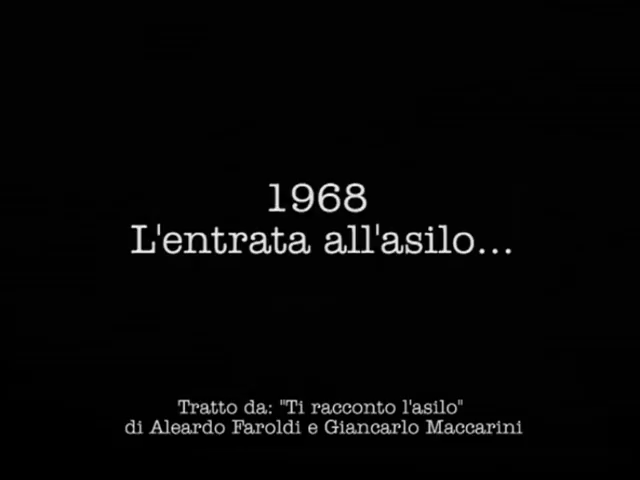 1968
L'entrata all'asilo...
Tratto da: "Ti racconto l'asilo"
di Aleardo Faroldi e Giancarlo Maccarini